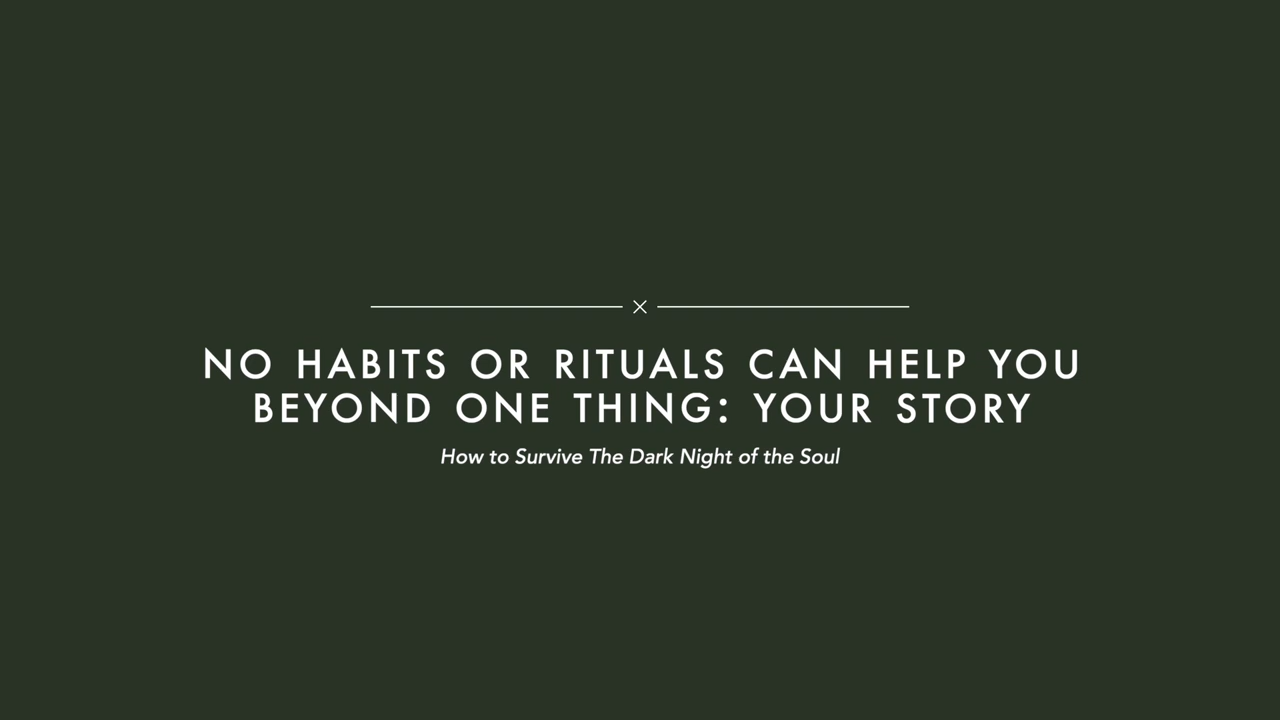 NO HABITS OR RITUALS CAN HELP YOU
BEYOND ONE THING: YOUR STORY
How to Survive The Dark Night of the Soul